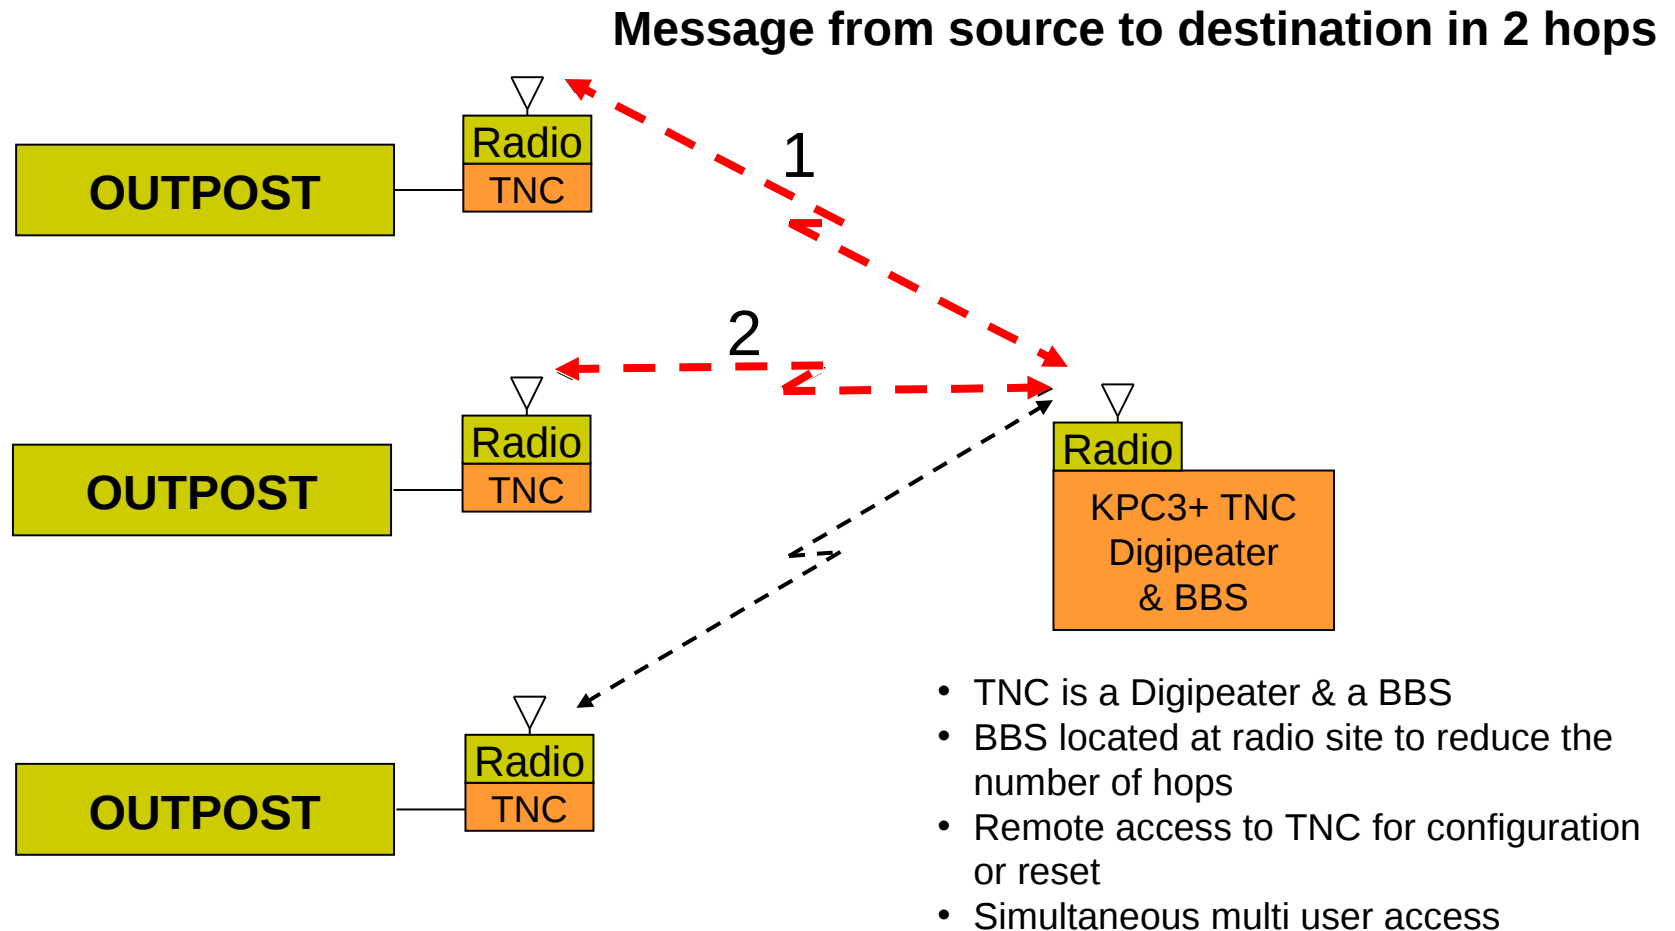 Message from source to destination in 2 hops
Radio
TNC
OUTPOST
1
2
Radio
TNC
OUTPOST
Radio
KPC3+ TNC
Digipeater
& BBS
Radio
TNC
OUTPOST
• TNC is a Digipeater & a BBS
• BBS located at radio site to reduce the
number of hops
• Remote access to TNC for configuration
or reset
• Simultaneous multi user access